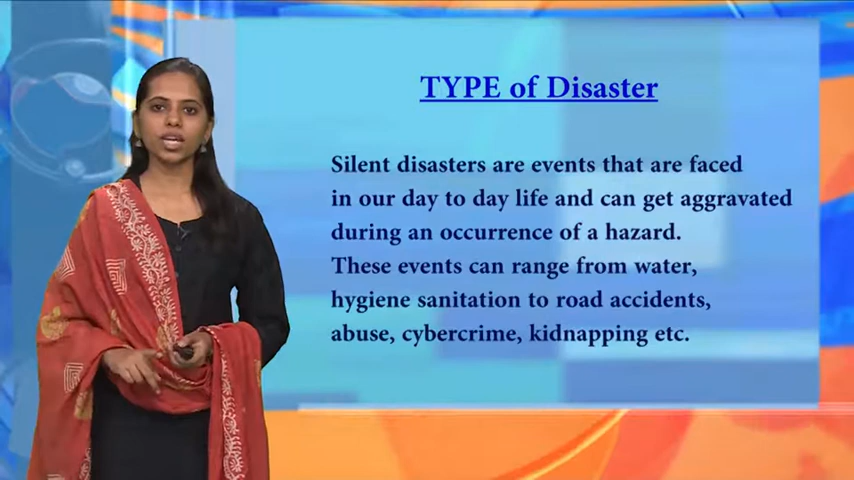 TYPE of Disaster
Silent disasters are events that are faced
in our day to day life and can get aggravated
during an occurrence of a hazard.
These events can range from water,
hygiene sanitation to road accidents,
abuse, cybercrime, kidnapping etc.